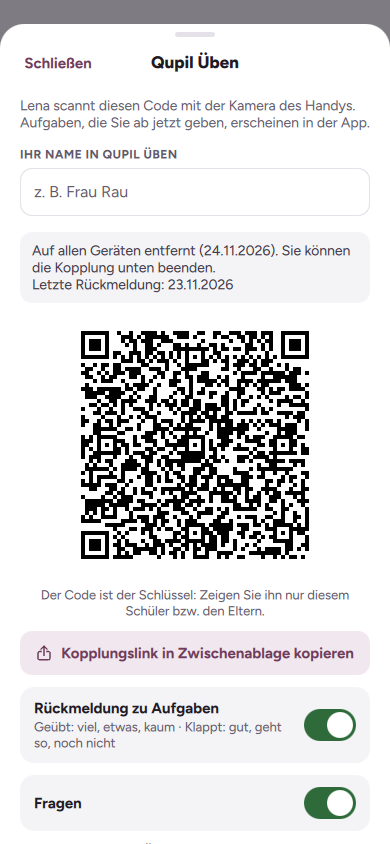 Schließen
Qupil Üben
Lena scannt diesen Code mit der Kamera des Handys.
Aufgaben, die Sie ab jetzt geben, erscheinen in der App.
IHR NAME IN QUPIL ÜBEN
z. B. Frau Rau
Auf allen Geräten entfernt (24.11.2026). Sie können
die Kopplung unten beenden.
Letzte Rückmeldung: 23.11.2026
Der Code ist der Schlüssel: Zeigen Sie ihn nur diesem
Schüler bzw. den Eltern.
Kopplungslink in Zwischenablage kopieren
Rückmeldung zu Aufgaben
Geübt: viel, etwas, kaum · Klappt: gut, geht
so, noch nicht
Fragen